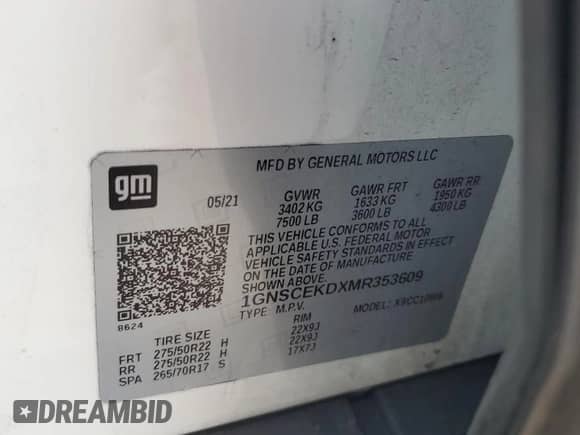 MFD BY GENERAL MOTORS LLC
gm
05/21 GVWR GAWR FRT GAWR RR
3402 KG 1633 KG 1950 KG
7500 LB 3600 LB 4300 LB
THIS VEHICLE CONFORMS TO ALL
APPLICABLE U.S. FEDERAL MOTOR
VEHICLE SAFETY STANDARDS IN EFFECT
ON THE DATE OF MANUFACTURE
SHOWN ABOVE.
1GNSCEKDXMR353609
TYPE: M.P.V. MODEL:
8624
TIRE SIZE RIM
FRT 275/50R22 H 22X9J
RR 275/50R22 H 22X9J
SPA 265/70R17 S 17X7J
DREAMBID